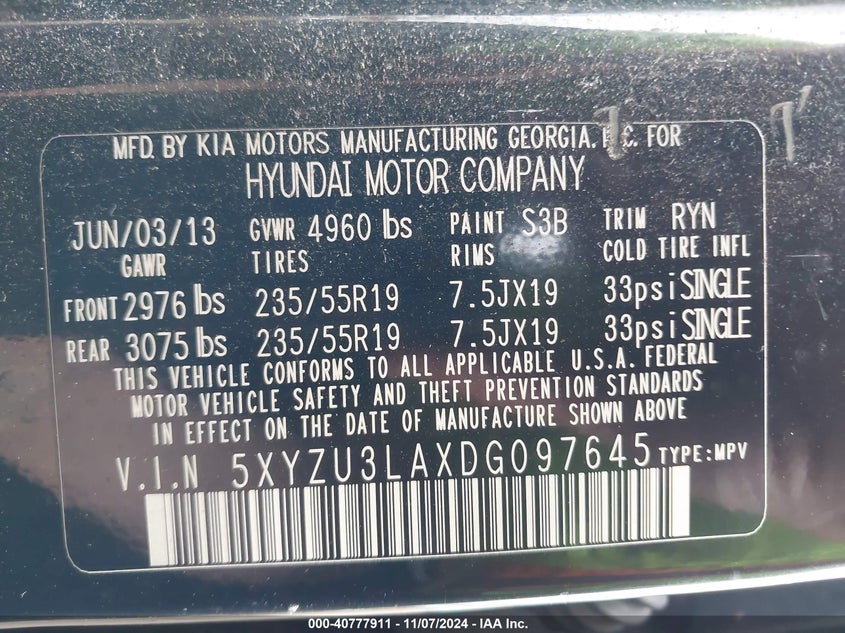 MFD. BY KIA MOTORS MANUFACTURING GEORGIA. FOR
HYUNDAI MOTOR COMPANY
JUN/03/13 GVWR 4960 lbs PAINT S3B TRIM RYN
GAWR TIRES RIMS COLD TIRE INFL
FRONT 2976 lbs 235/55R19 7.5JX19 33psi SINGLE
REAR 3075 lbs 235/55R19 7.5JX19 33psi SINGLE
THIS VEHICLE CONFORMS TO ALL APPLICABLE U.S.A. FEDERAL
MOTOR VEHICLE SAFETY AND THEFT PREVENTION STANDARDS
IN EFFECT ON THE DATE OF MANUFACTURE SHOWN ABOVE
V.I.N 5XYZU3LAXDG097645 TYPE:MPV
000-40777911 - 11/07/2024 - IAA Inc.